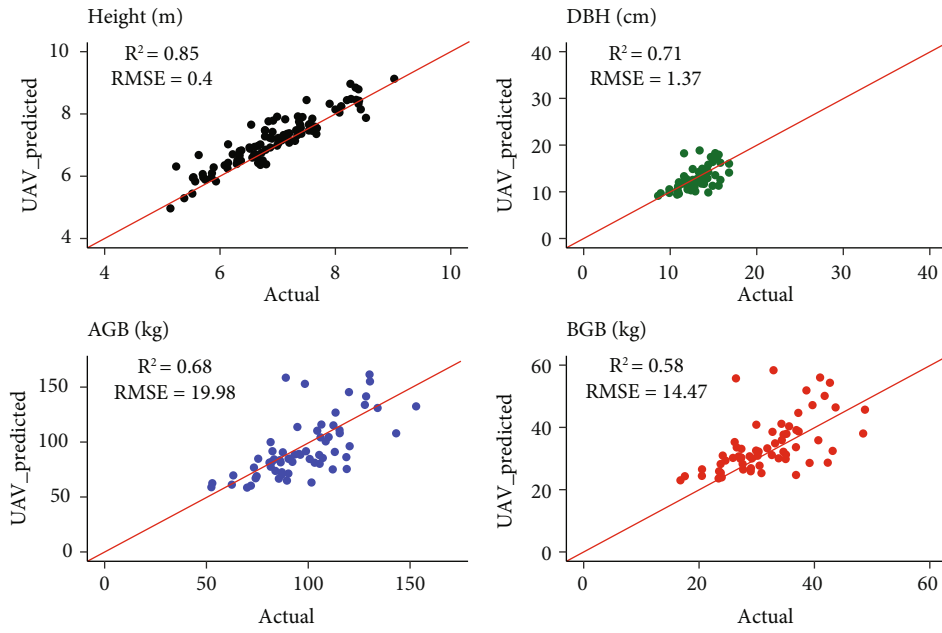 Height (m)
R² = 0.85
RMSE = 0.4
10
8
6
4
UAV_predicted
4
6
8
10
Actual
DBH (cm)
R² = 0.71
RMSE = 1.37
40
30
20
10
0
UAV_predicted
0
10
20
30
40
Actual
AGB (kg)
R² = 0.68
RMSE = 19.98
150
100
50
0
UAV_predicted
0
50
100
150
Actual
BGB (kg)
R² = 0.58
RMSE = 14.47
60
40
20
0
UAV_predicted
0
20
40
60
Actual